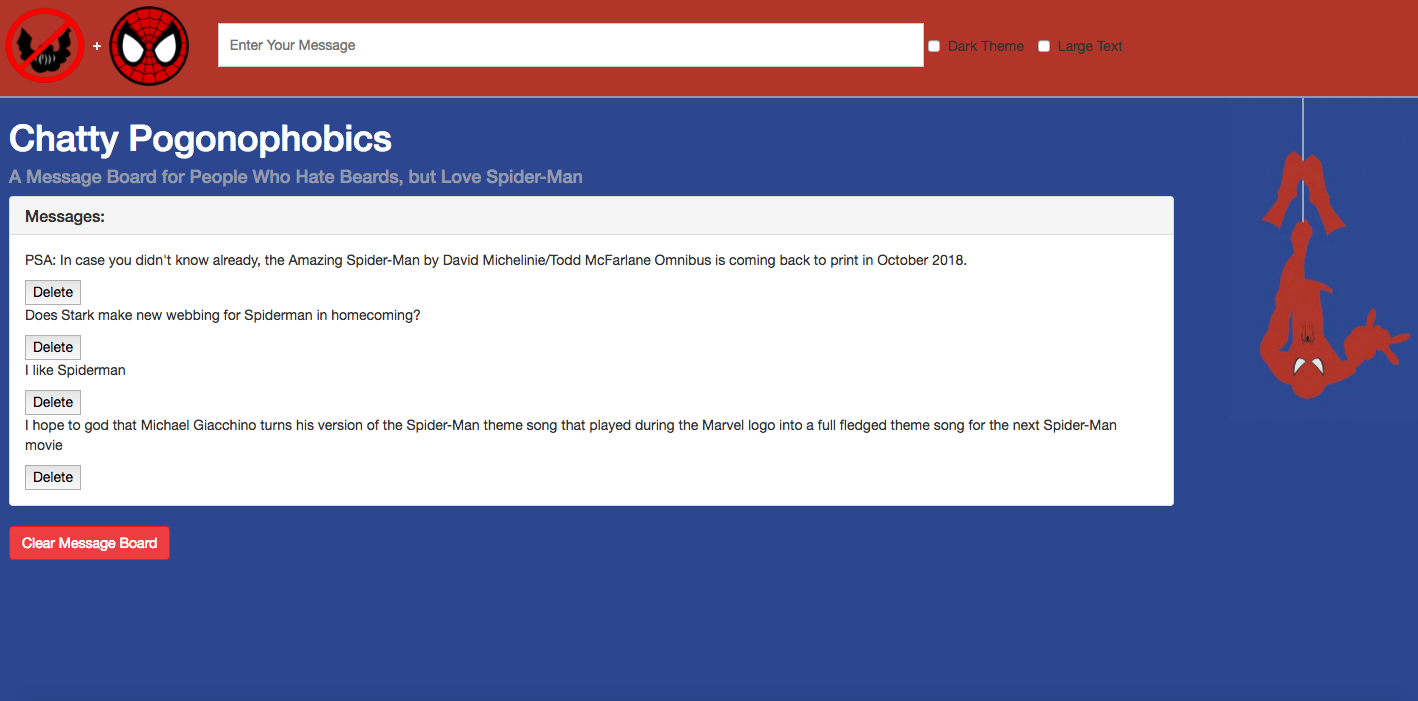 +
Enter Your Message
Dark Theme
Large Text
Chatty Pogonophobics
A Message Board for People Who Hate Beards, but Love Spider-Man
Messages:
PSA: In case you didn't know already, the Amazing Spider-Man by David Michelinie/Todd McFarlane Omnibus is coming back to print in October 2018.
Delete
Does Stark make new webbing for Spiderman in homecoming?
Delete
I like Spiderman
Delete
I hope to god that Michael Giacchino turns his version of the Spider-Man theme song that played during the Marvel logo into a full fledged theme song for the next Spider-Man
movie
Delete
Clear Message Board